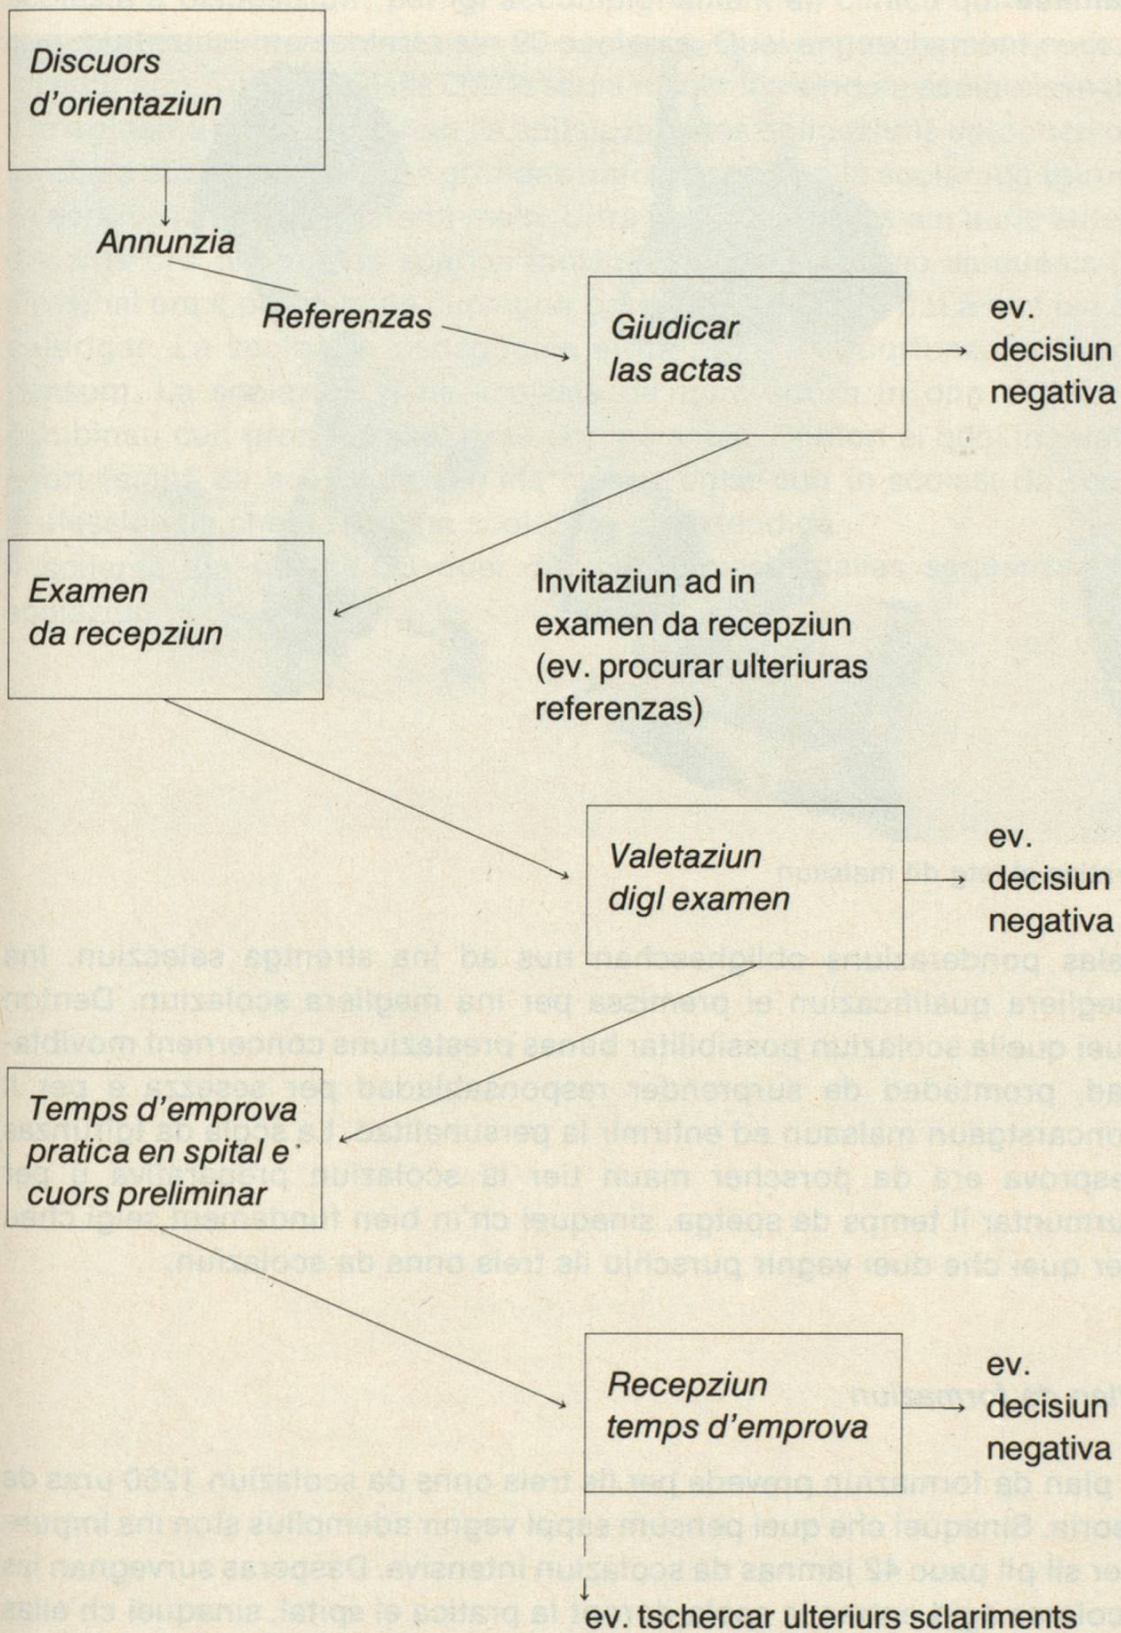 Discuors
d'orientaziun
Annunzia
Referenzas
Giudicar
las actas
ev.
decisiun
negativa
Examen
da recepziun
Invitaziun ad in
examen da recepziun
(ev. procurar ulteriuras
referenzas)
Valetaziun
digl examen
ev.
decisiun
negativa
Temps d'emprova
pratica en spital e
cuors preliminar
Recepziun
temps d'emprova
ev.
decisiun
negativa
ev. tschercar ulteriurs sclariments